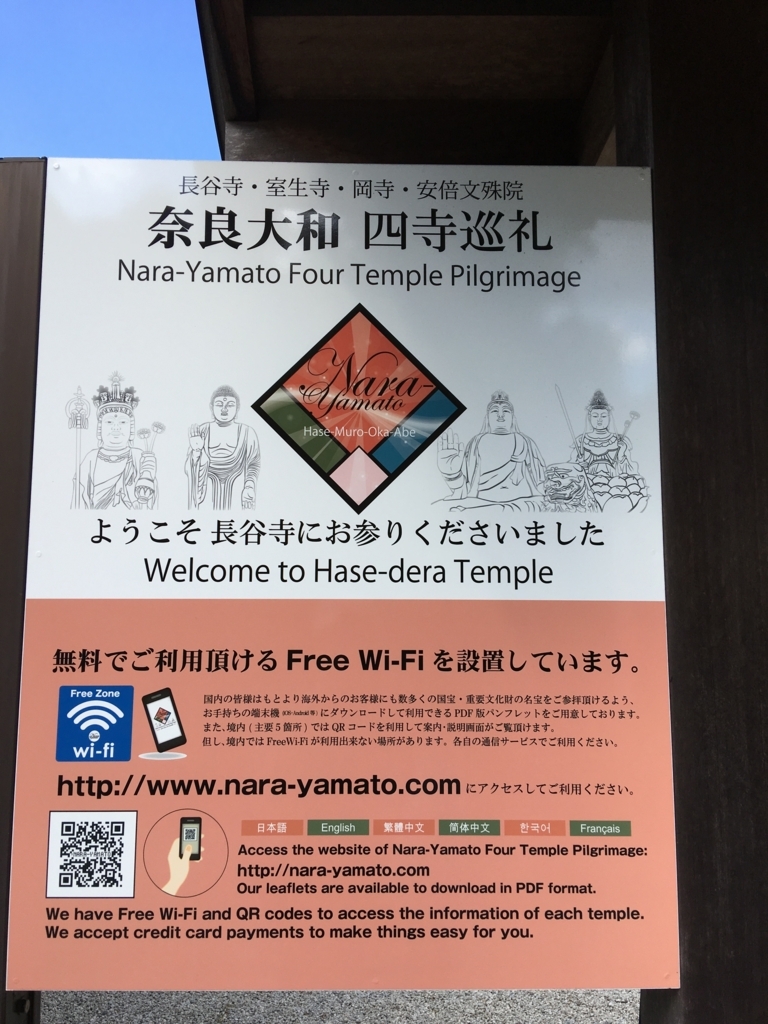 長谷寺・室生寺・岡寺・安倍文殊院
奈良大和 四寺巡礼
Nara-Yamato Four Temple Pilgrimage
Nara-
Yamato
Hase-Muro-Oka-Abe
ようこそ 長谷寺にお参りくださいました
Welcome to Hase-dera Temple
無料でご利用頂ける Free Wi-Fi を設置しています。
Free Zone
wi-fi
国内の皆様はもとより海外からのお客様にも数多くの国宝・重要文化財の名宝をご参拝頂けるよう、
お手持ちの端末機(iOS・Android 等)にダウンロードして利用できる PDF 版パンフレットをご用意しております。
また、境内(主要5箇所)では QR コードを利用して案内・説明画面がご覧頂けます。
但し、境内では FreeWi-Fi が利用出来ない場所があります。各自の通信サービスでご利用ください。
http://www.nara-yamato.com にアクセスしてご利用ください。
日本語 English 繁體中文 简体中文 한국어 Français
Access the website of Nara-Yamato Four Temple Pilgrimage:
http://nara-yamato.com
Our leaflets are available to download in PDF format.
We have Free Wi-Fi and QR codes to access the information of each temple.
We accept credit card payments to make things easy for you.